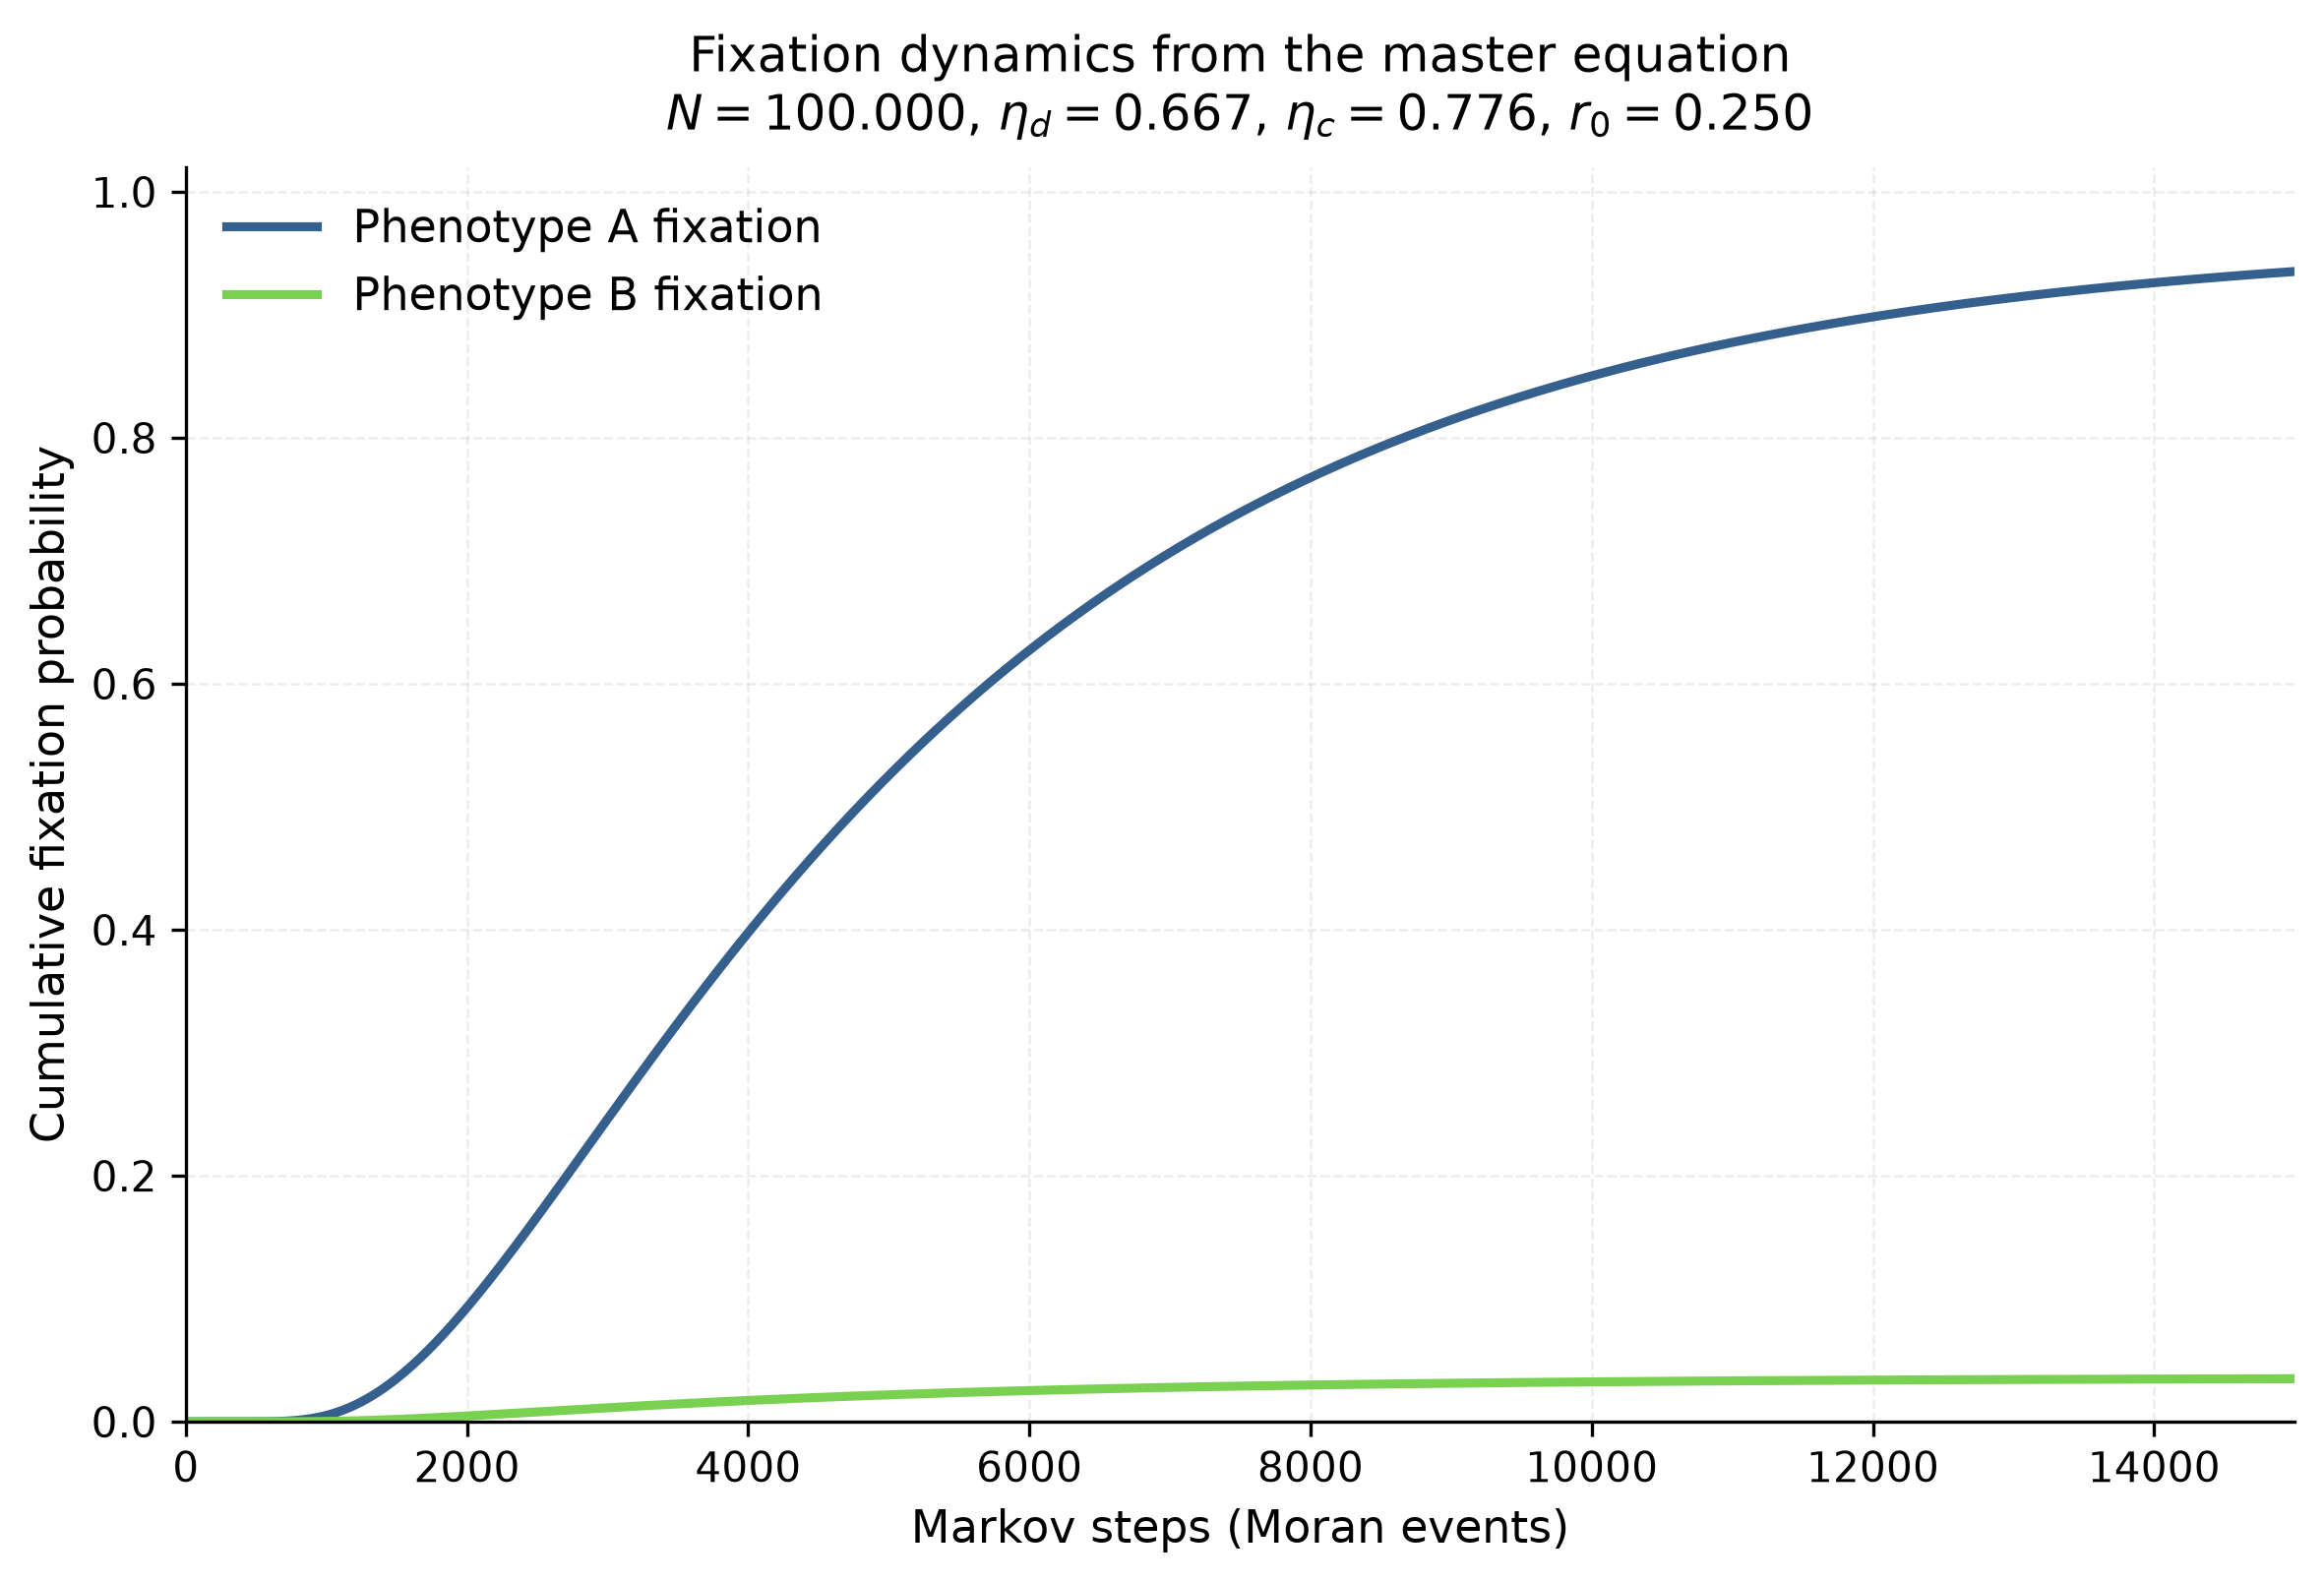 Fixation dynamics from the master equation
N = 100.000, η_d = 0.667, η_c = 0.776, r_0 = 0.250
Phenotype A fixation
Phenotype B fixation
Cumulative fixation probability
1.0
0.8
0.6
0.4
0.2
0.0
0 2000 4000 6000 8000 10000 12000 14000
Markov steps (Moran events)